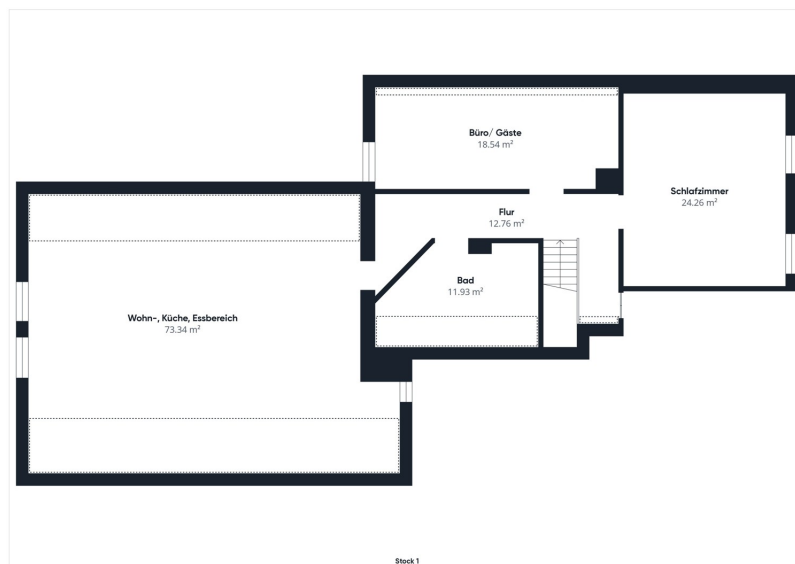 Büro/ Gäste
18.54 m²
Schlafzimmer
24.26 m²
Flur
12.76 m²
Bad
11.93 m²
Wohn-, Küche, Essbereich
73.34 m²
Stock 1